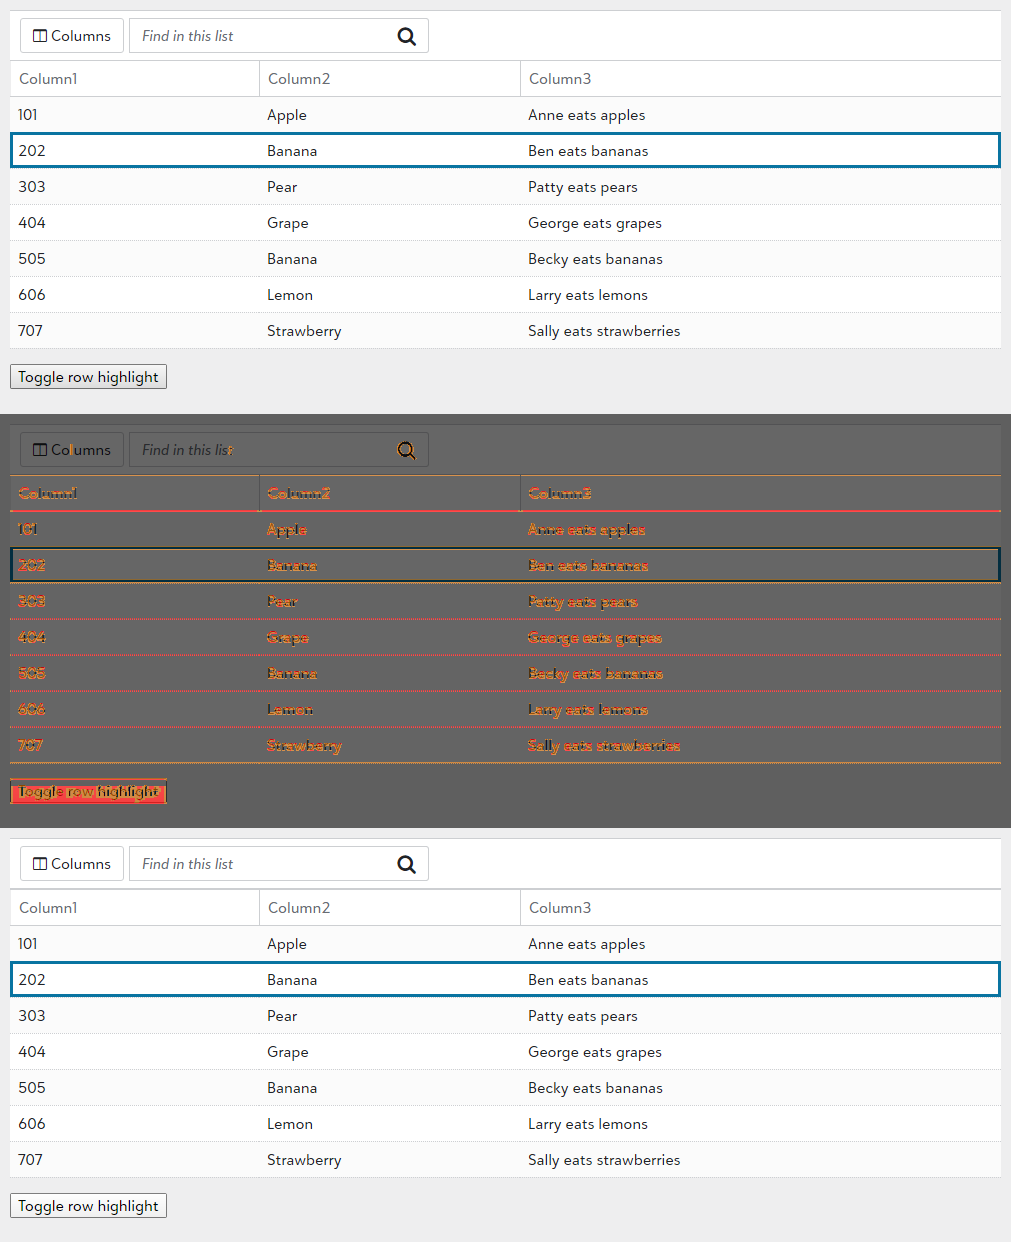 Columns Find in this list
Column1 Column2 Column3
101 Apple Anne eats apples
202 Banana Ben eats bananas
303 Pear Patty eats pears
404 Grape George eats grapes
505 Banana Becky eats bananas
606 Lemon Larry eats lemons
707 Strawberry Sally eats strawberries
Toggle row highlight
Columns Find in this list
Column1 Column2 Column3
101 Apple Anne eats apples
202 Banana Ben eats bananas
303 Pear Patty eats pears
404 Grape George eats grapes
505 Banana Becky eats bananas
606 Lemon Larry eats lemons
707 Strawberry Sally eats strawberries
Toggle row highlight
Columns Find in this list
Column1 Column2 Column3
101 Apple Anne eats apples
202 Banana Ben eats bananas
303 Pear Patty eats pears
404 Grape George eats grapes
505 Banana Becky eats bananas
606 Lemon Larry eats lemons
707 Strawberry Sally eats strawberries
Toggle row highlight